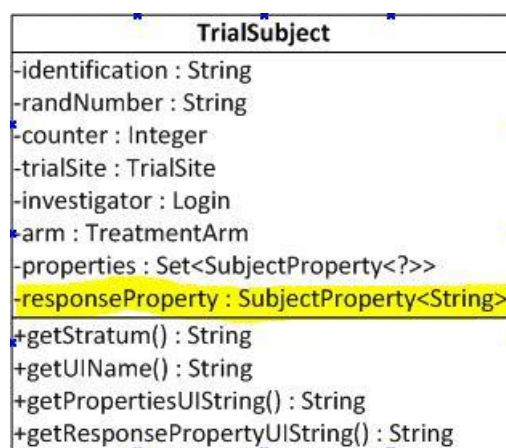 TrialSubject
-identification : String
-randNumber : String
-counter : Integer
-trialSite : TrialSite
-investigator : Login
-arm : TreatmentArm
-properties : Set<SubjectProperty<?>>
-responseProperty : SubjectProperty<String>
+getStratum() : String
+getUIName() : String
+getPropertiesUIString() : String
+getResponsePropertyUIString() : String